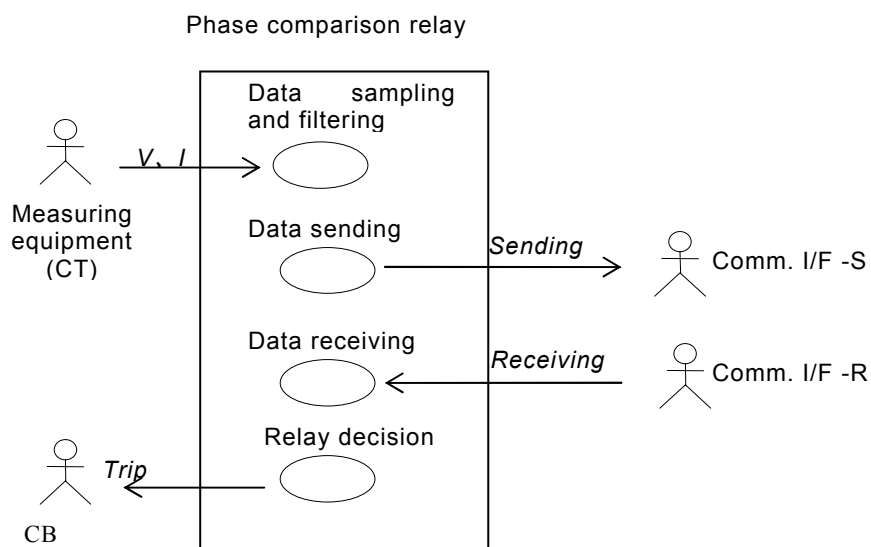 Phase comparison relay
Data sampling
and filtering
V、I
Measuring
equipment
(CT)
Data sending
Sending
Comm. I/F -S
Data receiving
Receiving
Comm. I/F -R
Relay decision
Trip
CB